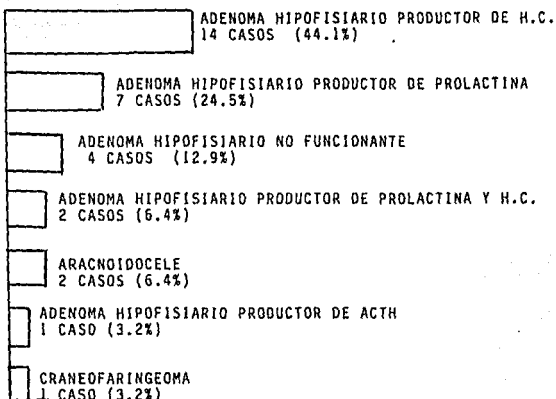 ADENOMA HIPOFISIARIO PRODUCTOR DE H.C.
14 CASOS (44.1%)
ADENOMA HIPOFISIARIO PRODUCTOR DE PROLACTINA
7 CASOS (24.5%)
ADENOMA HIPOFISIARIO NO FUNCIONANTE
4 CASOS (12.9%)
ADENOMA HIPOFISIARIO PRODUCTOR DE PROLACTINA Y H.C.
2 CASOS (6.4%)
ARACNOIDOCELE
2 CASOS (6.4%)
ADENOMA HIPOFISIARIO PRODUCTOR DE ACTH
1 CASO (3.2%)
CRANEOFARINGEOMA
1 CASO (3.2%)